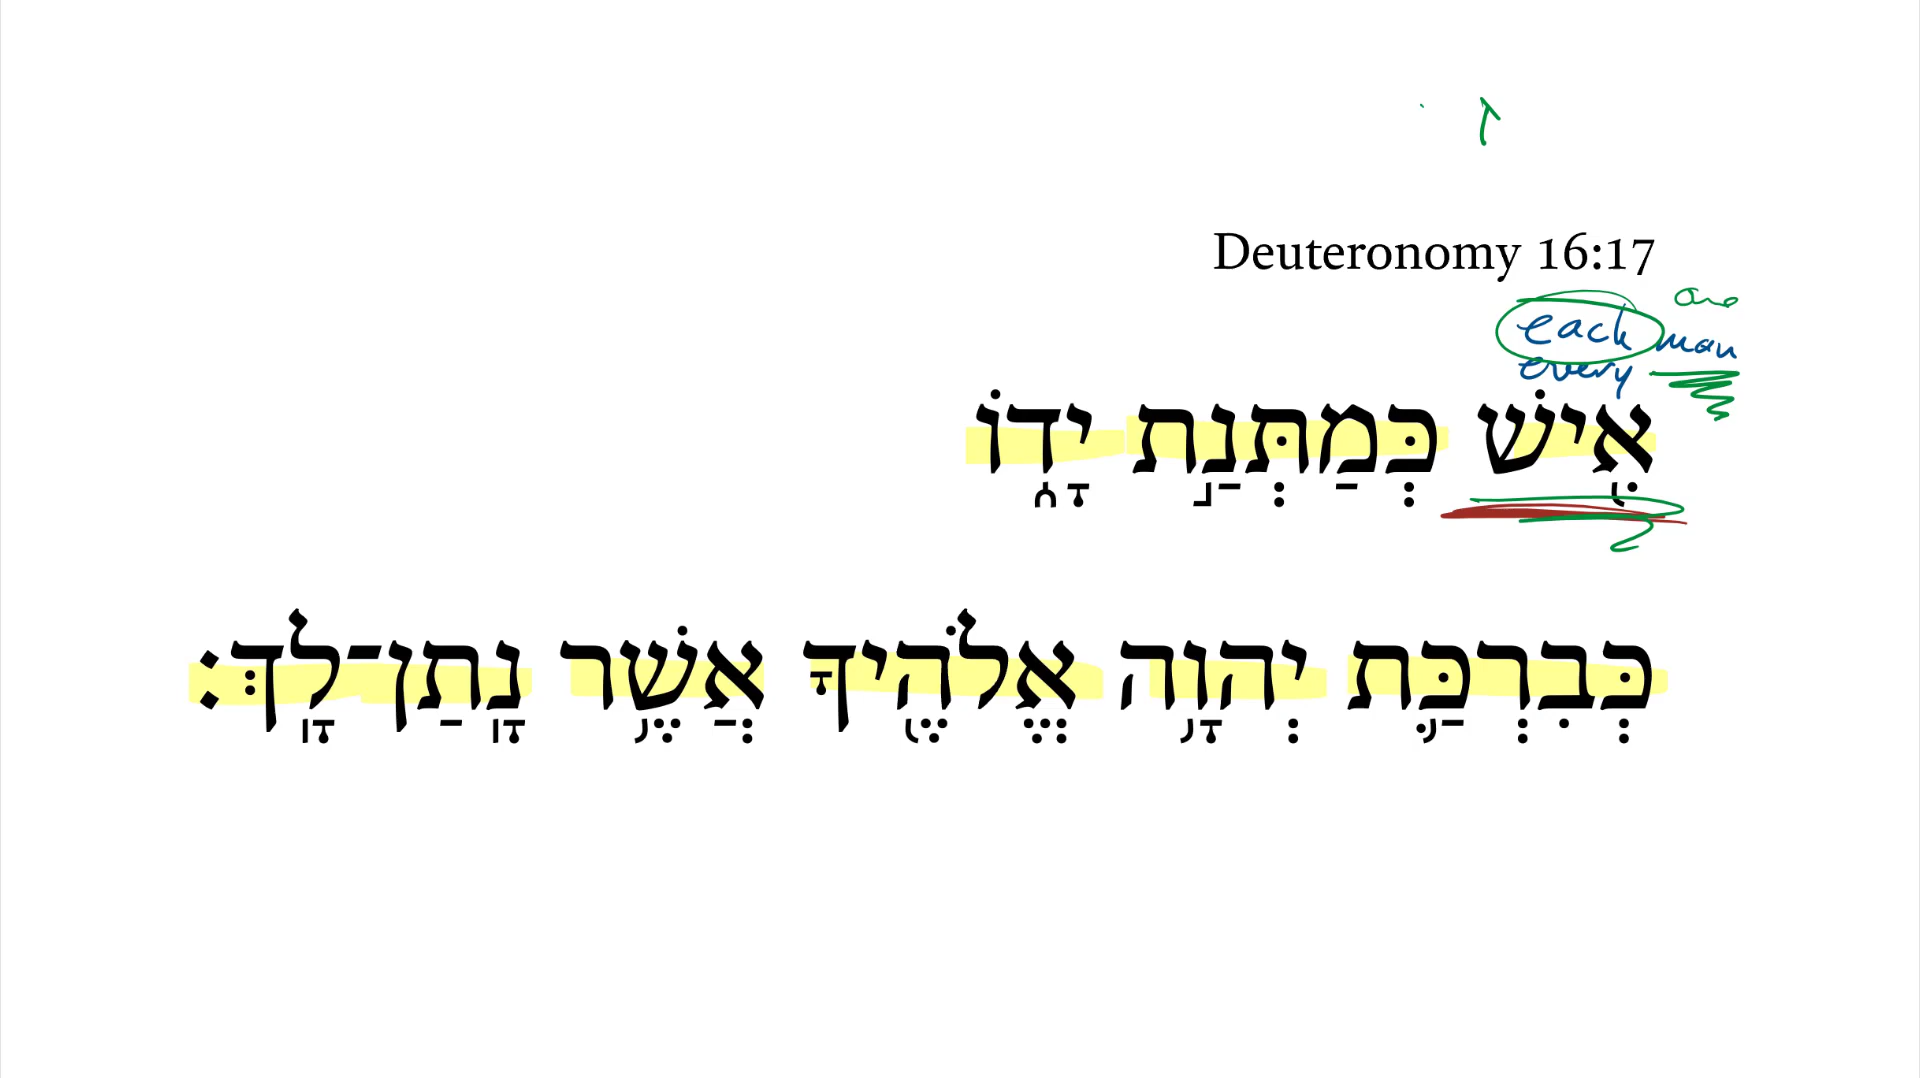 Deuteronomy 16:17
one
each man
every
אִ֖ישׁ כְּמַתְּנַ֣ת יָד֑וֹ
כְּבִרְכַּ֛ת יְהוָ֥ה אֱלֹהֶ֖יךָ אֲשֶׁ֥ר נָֽתַן־לָֽךְ׃